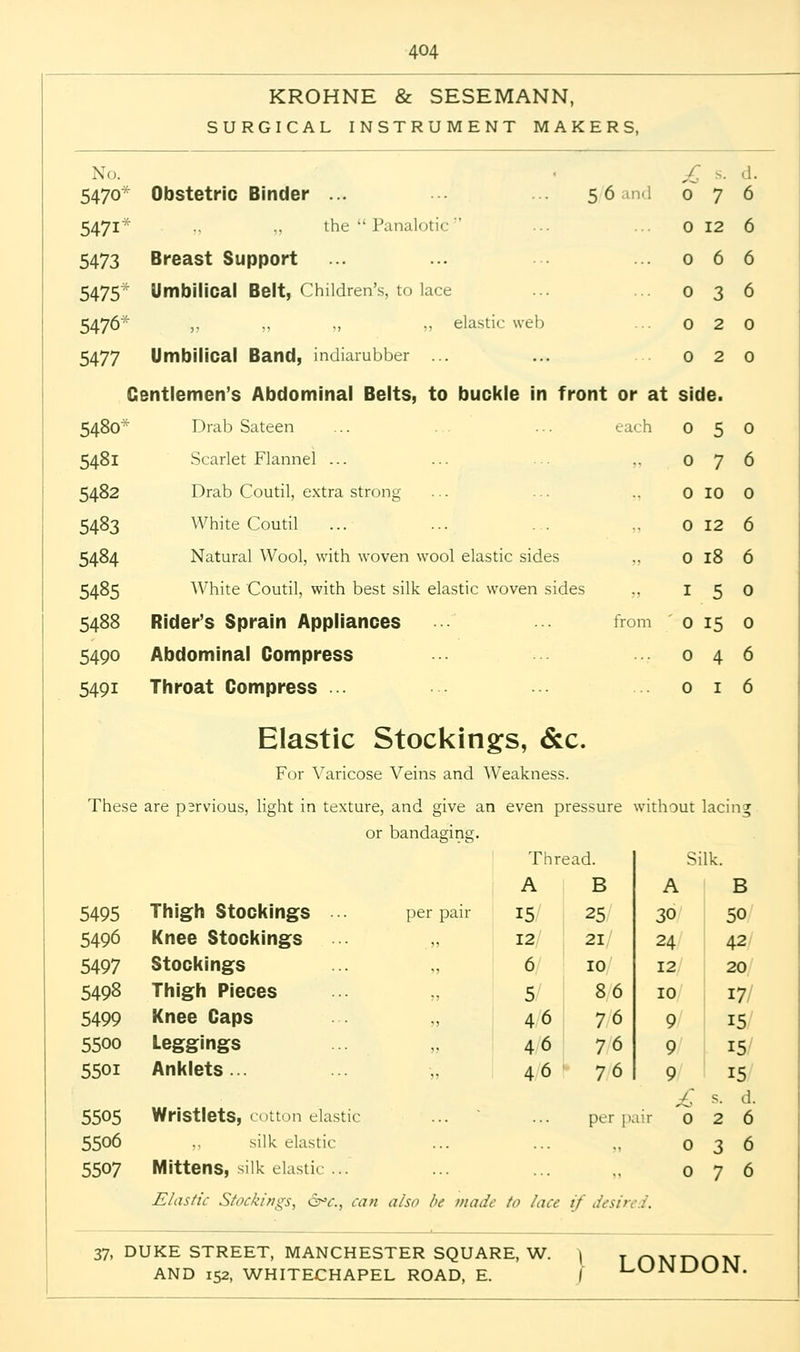 404
KROHNE & SESEMANN,
SURGICAL INSTRUMENT MAKERS,
No. £ s. d.
5470* Obstetric Binder ... ... ... 5/6 and 0 7 6
5471* „ „ the “Panalotic” ... ... 0 12 6
5473 Breast Support ... ... ... ... 0 6 6
5475* Umbilical Belt, Children's, to lace ... ... 0 3 6
5476* „ „ „ „ elastic web ... 0 2 0
5477 Umbilical Band, indiarubber ... ... ... 0 2 0
Gentlemen's Abdominal Belts, to buckle in front or at side.
5480* Drab Sateen ... ... ... each 0 5 0
5481 Scarlet Flannel ... ... ... „ 0 7 6
5482 Drab Coutil, extra strong ... ... „ 0 10 0
5483 White Coutil ... ... ... „ 0 12 6
5484 Natural Wool, with woven wool elastic sides „ 0 18 6
5485 White Coutil, with best silk elastic woven sides „ 1 5 0
5488 Rider's Sprain Appliances ... ... from 0 15 0
5490 Abdominal Compress ... ... ... 0 4 6
5491 Throat Compress ... ... ... ... 0 1 6
Elastic Stockings, &c.
For Varicose Veins and Weakness.
These are pervious, light in texture, and give an even pressure without lacing
or bandaging.
Thread. Silk.
A B A B
5495 Thigh Stockings ... per pair 15/ 25/ 30/ 50/
5496 Knee Stockings ... „ 12/ 21/ 24/ 42/
5497 Stockings ... „ 6/ 10/ 12/ 20/
5498 Thigh Pieces ... „ 5/ 8/6 10/ 17/
5499 Knee Caps ... „ 4/6 7/6 9/ 15/
5500 Leggings ... „ 4/6 7/6 9/ 15/
5501 Anklets ... ... „ 4/6 7/6 9/ 15/
£ s. d.
5505 Wristlets, cotton elastic ... ... per pair 0 2 6
5506 „ silk elastic ... ... „ 0 3 6
5507 Mittens, silk elastic ... ... ... „ 0 7 6
Elastic Stockings, &c., can also be made to lace if desired.
37, DUKE STREET, MANCHESTER SQUARE, W. } LONDON.
AND 152, WHITECHAPEL ROAD, E.